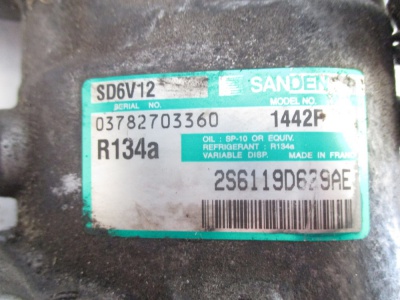 SD6V12 SANDEN
SERIAL NO. MODEL NO.
03782703360 1442F
R134a OIL : SP-10 OR EQUIV.
REFRIGERANT : R134a
VARIABLE DISP. MADE IN FRANCE
2S6119D629AE